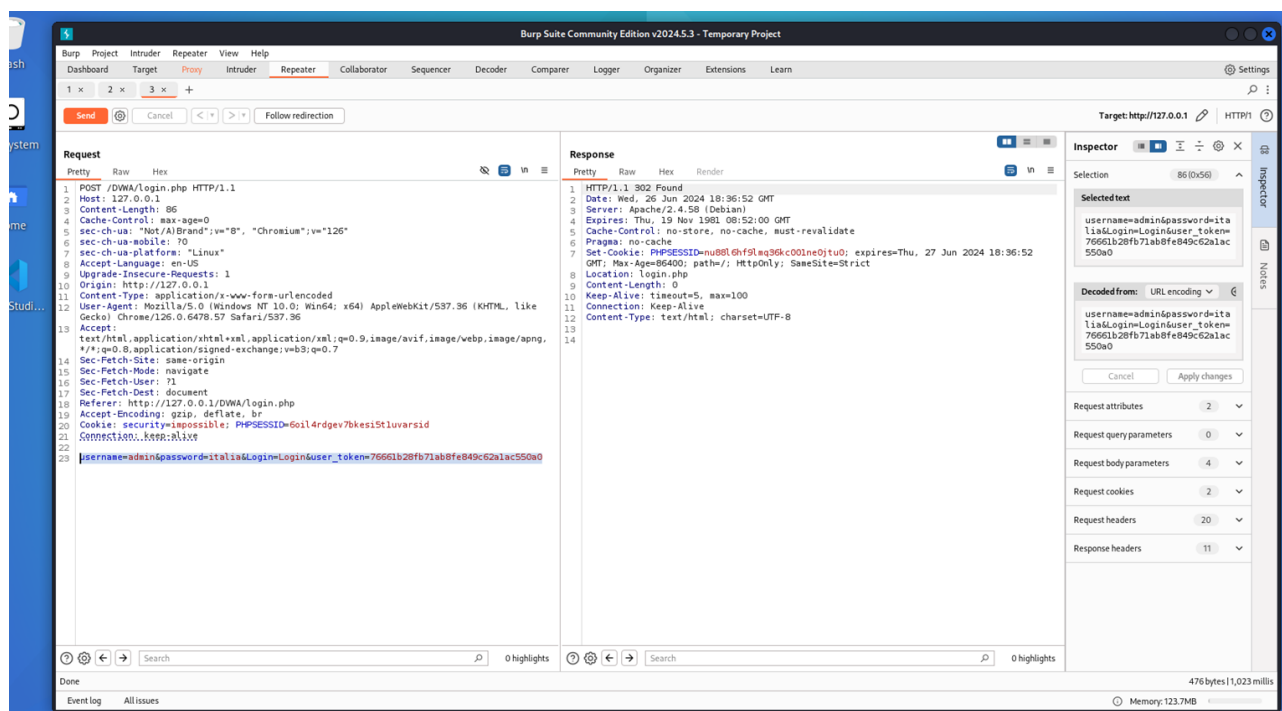 ash
ystem
me
Studi...
Burp Suite Community Edition v2024.5.3 - Temporary Project
Burp Project Intruder Repeater View Help
Dashboard Target Proxy Intruder Repeater Collaborator Sequencer Decoder Comparer Logger Organizer Extensions Learn Settings
1 × 2 × 3 × +
Send Cancel < > Follow redirection Target: http://127.0.0.1 HTTP/1
Request
Pretty Raw Hex \n
1 POST /DVWA/login.php HTTP/1.1
2 Host: 127.0.0.1
3 Content-Length: 86
4 Cache-Control: max-age=0
5 sec-ch-ua: "Not/A)Brand";v="8", "Chromium";v="126"
6 sec-ch-ua-mobile: ?0
7 sec-ch-ua-platform: "Linux"
8 Accept-Language: en-US
9 Upgrade-Insecure-Requests: 1
10 Origin: http://127.0.0.1
11 Content-Type: application/x-www-form-urlencoded
12 User-Agent: Mozilla/5.0 (Windows NT 10.0; Win64; x64) AppleWebKit/537.36 (KHTML, like
Gecko) Chrome/126.0.6478.57 Safari/537.36
13 Accept:
text/html,application/xhtml+xml,application/xml;q=0.9,image/avif,image/webp,image/apng,
*/*;q=0.8,application/signed-exchange;v=b3;q=0.7
14 Sec-Fetch-Site: same-origin
15 Sec-Fetch-Mode: navigate
16 Sec-Fetch-User: ?1
17 Sec-Fetch-Dest: document
18 Referer: http://127.0.0.1/DVWA/login.php
19 Accept-Encoding: gzip, deflate, br
20 Cookie: security=impossible; PHPSESSID=6oil4rdgev7bkesi5t1uvarsid
21 Connection: keep-alive
22
23 username=admin&password=italia&Login=Login&user_token=76661b28fb71ab8fe849c62a1ac550a0
Search 0 highlights
Response
Pretty Raw Hex Render \n
1 HTTP/1.1 302 Found
2 Date: Wed, 26 Jun 2024 18:36:52 GMT
3 Server: Apache/2.4.58 (Debian)
4 Expires: Thu, 19 Nov 1981 08:52:00 GMT
5 Cache-Control: no-store, no-cache, must-revalidate
6 Pragma: no-cache
7 Set-Cookie: PHPSESSID=nu88l6hf9lmq36kc001ne0jtu0; expires=Thu, 27 Jun 2024 18:36:52
GMT; Max-Age=86400; path=/; HttpOnly; SameSite=Strict
8 Location: login.php
9 Content-Length: 0
10 Keep-Alive: timeout=5, max=100
11 Connection: Keep-Alive
12 Content-Type: text/html; charset=UTF-8
13
14
Search 0 highlights
Inspector
Selection 86 (0x56)
Selected text
username=admin&password=ita
lia&Login=Login&user_token=
76661b28fb71ab8fe849c62a1ac
550a0
Decoded from: URL encoding
username=admin&password=ita
lia&Login=Login&user_token=
76661b28fb71ab8fe849c62a1ac
550a0
Cancel Apply changes
Request attributes 2
Request query parameters 0
Request body parameters 4
Request cookies 2
Request headers 20
Response headers 11
Inspector
Notes
Done 476 bytes | 1,023 millis
Event log All issues Memory: 123.7MB